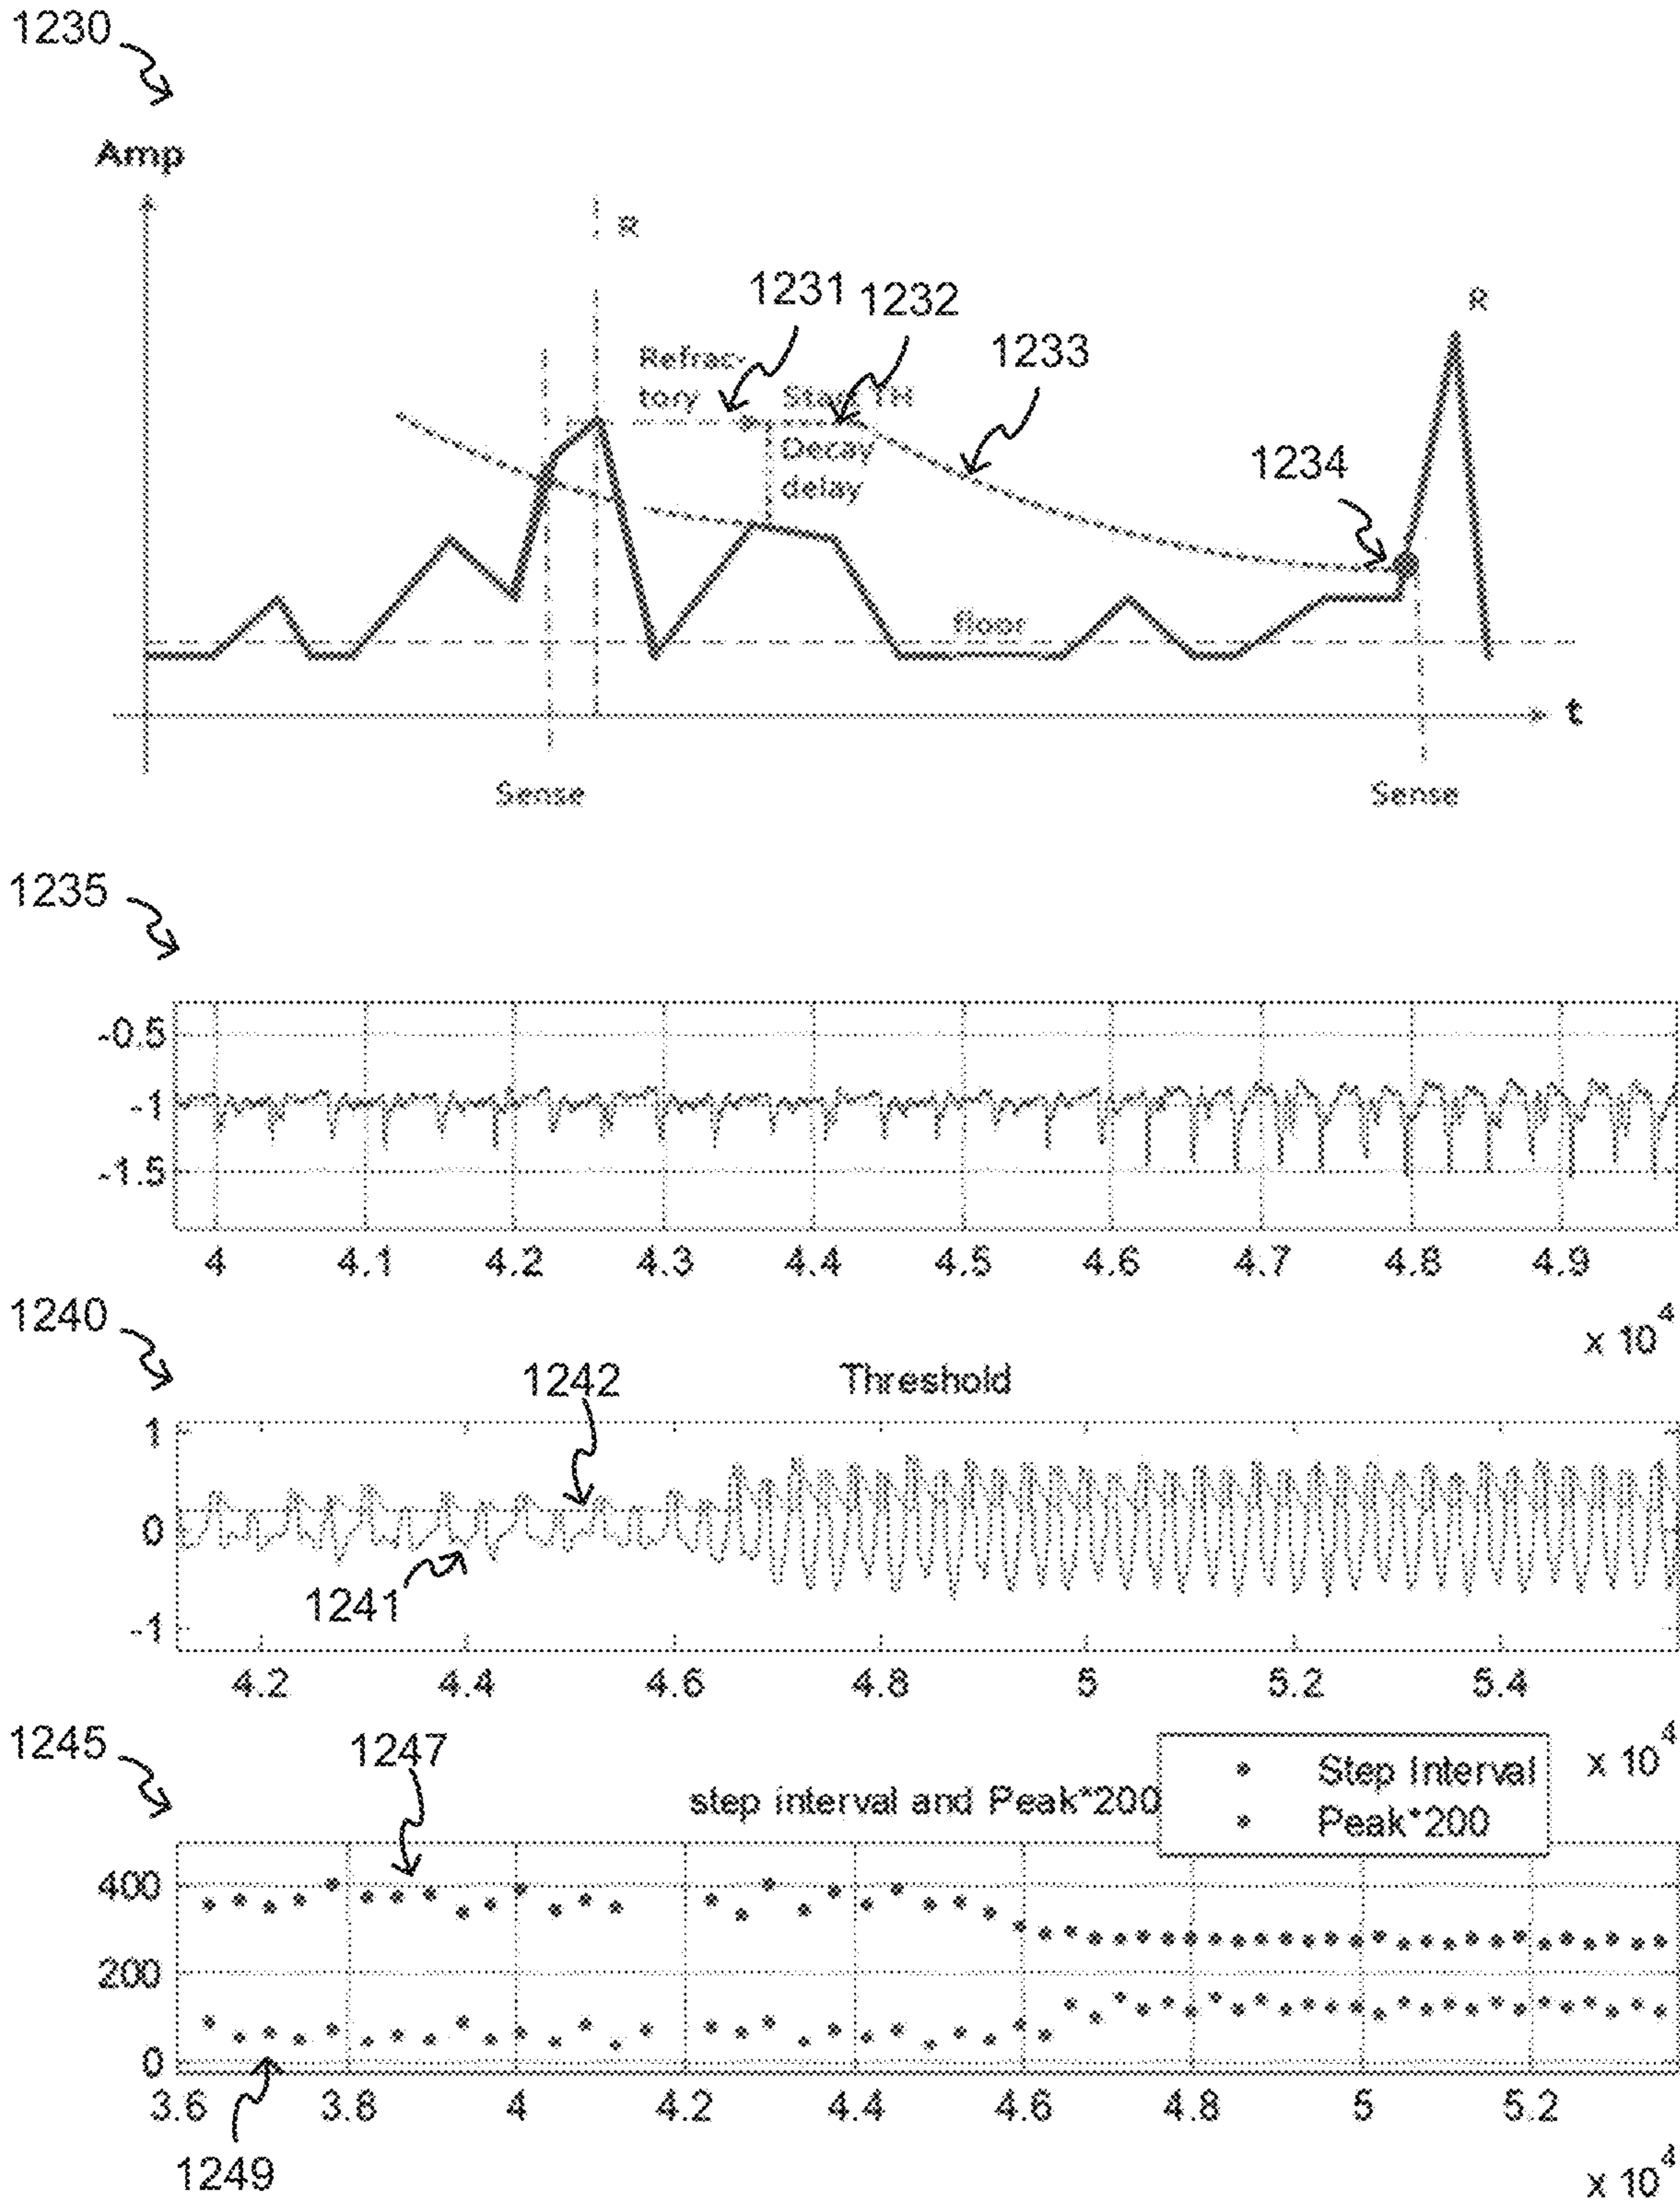 1230
Amp
R
1231
1232
R
1233
Refrac-
tory
Start TH
Decay
delay
1234
floor
t
Sense
Sense
1235
-0.5
-1
-1.5
4 4.1 4.2 4.3 4.4 4.5 4.6 4.7 4.8 4.9
x 10^4
1240
1242
Threshold
1
0
1241
-1
4.2 4.4 4.6 4.8 5 5.2 5.4
x 10^4
1245
1247
Step Interval
step interval and Peak*200
Peak*200
400
200
0
3.6 3.8 4 4.2 4.4 4.6 4.8 5 5.2
x 10^4
1249